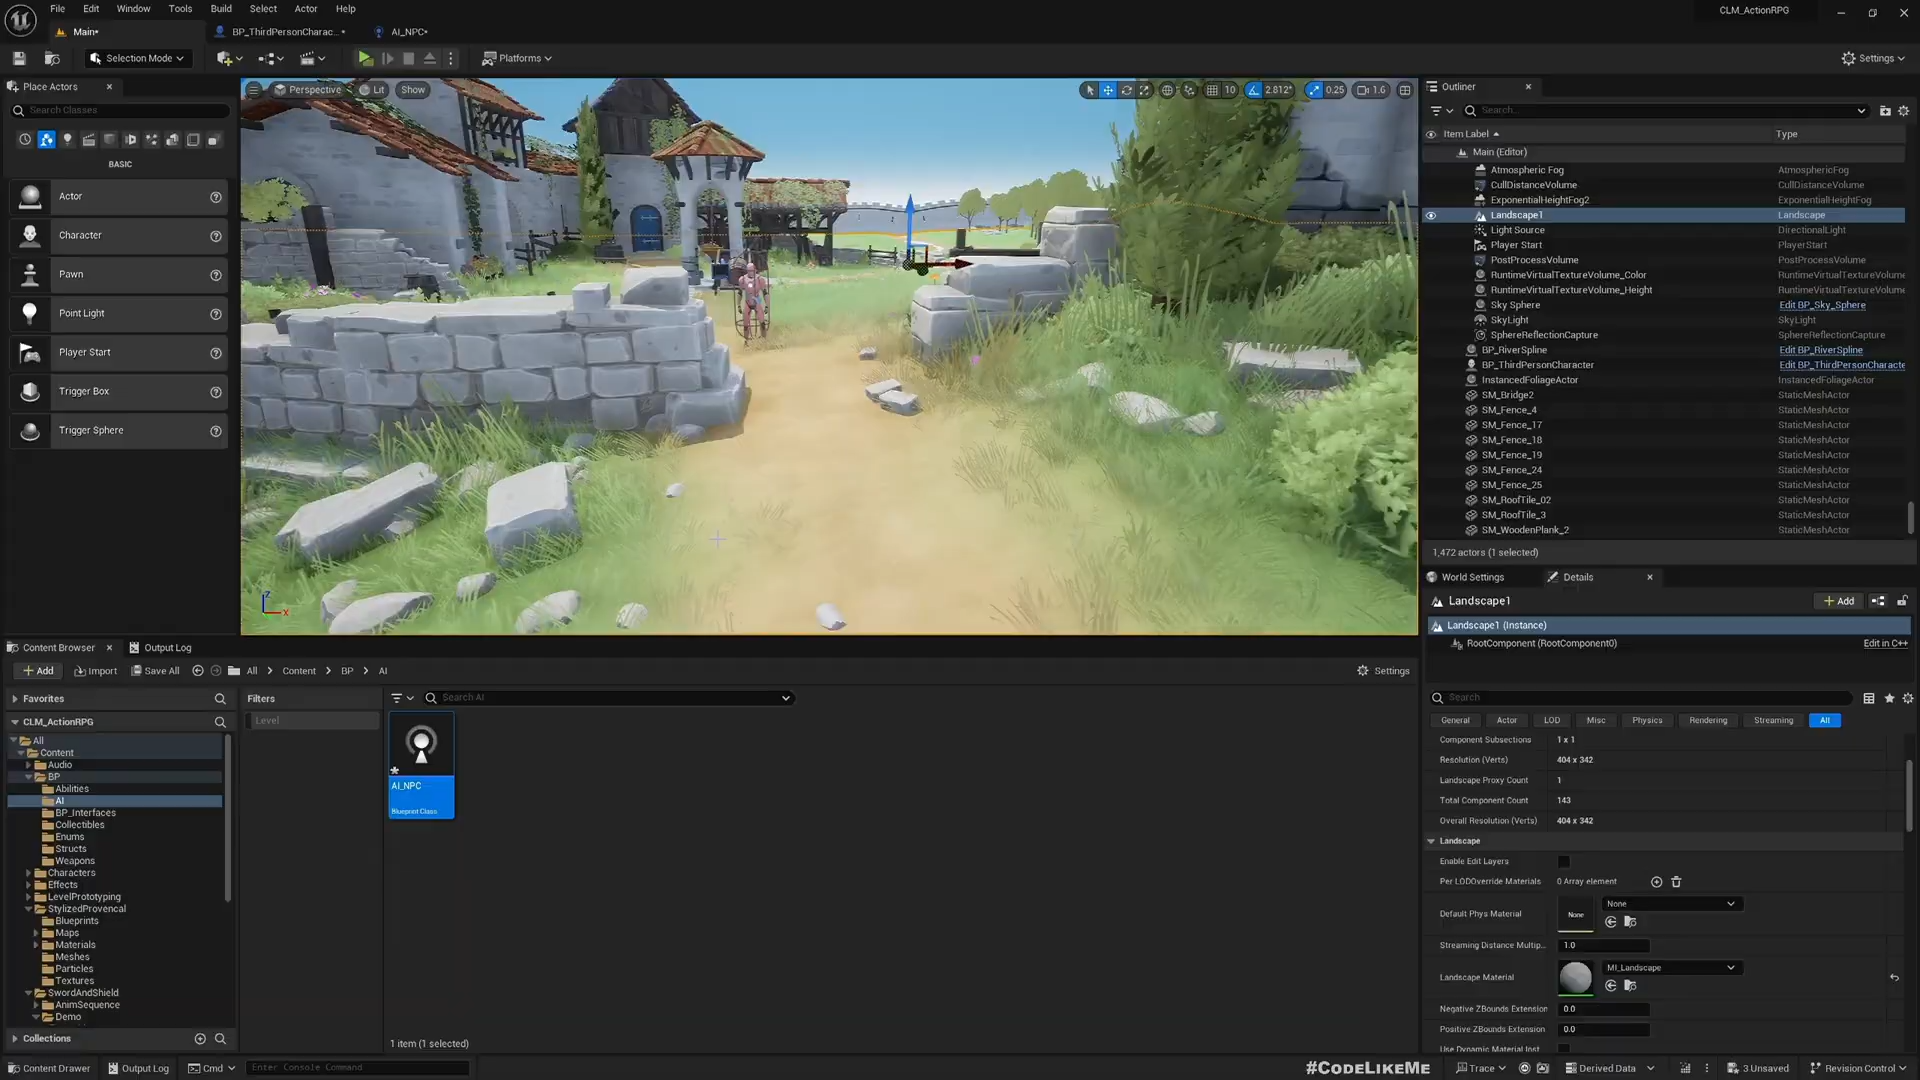 File Edit Window Tools Build Select Actor Help
CLM_ActionRPG
Main*
BP_ThirdPersonCharac...*
AI_NPC*
Selection Mode
Platforms
Settings
Place Actors
Search Classes
BASIC
Actor
Character
Pawn
Point Light
Player Start
Trigger Box
Trigger Sphere
Perspective Lit Show
10 2.812° 0.25 1.6
Z
X
Outliner
Search...
Item Label Type
Main (Editor)
Atmospheric Fog AtmosphericFog
CullDistanceVolume CullDistanceVolume
ExponentialHeightFog2 ExponentialHeightFog
Landscape1 Landscape
Light Source DirectionalLight
Player Start PlayerStart
PostProcessVolume PostProcessVolume
RuntimeVirtualTextureVolume_Color RuntimeVirtualTextureVolume
RuntimeVirtualTextureVolume_Height RuntimeVirtualTextureVolume
Sky Sphere Edit BP_Sky_Sphere
SkyLight SkyLight
SphereReflectionCapture SphereReflectionCapture
BP_RiverSpline Edit BP_RiverSpline
BP_ThirdPersonCharacter Edit BP_ThirdPersonCharacte
InstancedFoliageActor InstancedFoliageActor
SM_Bridge2 StaticMeshActor
SM_Fence_4 StaticMeshActor
SM_Fence_17 StaticMeshActor
SM_Fence_18 StaticMeshActor
SM_Fence_19 StaticMeshActor
SM_Fence_24 StaticMeshActor
SM_Fence_25 StaticMeshActor
SM_RoofTile_02 StaticMeshActor
SM_RoofTile_3 StaticMeshActor
SM_WoodenPlank_2 StaticMeshActor
1,472 actors (1 selected)
World Settings Details
Landscape1
Add
Landscape1 (Instance)
RootComponent (RootComponent0) Edit in C++
Search
General Actor LOD Misc Physics Rendering Streaming All
Component Subsections 1 x 1
Resolution (Verts) 404 x 342
Landscape Proxy Count 1
Total Component Count 143
Overall Resolution (Verts) 404 x 342
Landscape
Enable Edit Layers
Per LODOverride Materials 0 Array element
Default Phys Material None None
Streaming Distance Multip... 1.0
Landscape Material MI_Landscape
Negative ZBounds Extension 0.0
Positive ZBounds Extension 0.0
Use Dynamic Material Inst
Content Browser Output Log
Add Import Save All All Content BP AI Settings
Favorites
CLM_ActionRPG
All
Content
Audio
BP
Abilities
AI
BP_Interfaces
Collectibles
Enums
Structs
Weapons
Characters
Effects
LevelPrototyping
StylizedProvencal
Blueprints
Maps
Materials
Meshes
Particles
Textures
SwordAndShield
AnimSequence
Demo
Collections
Filters
Level
Search AI
AI_NPC
Blueprint Class
1 item (1 selected)
Content Drawer Output Log Cmd Enter Console Command
#CODELIKEME
Trace Derived Data 3 Unsaved Revision Control